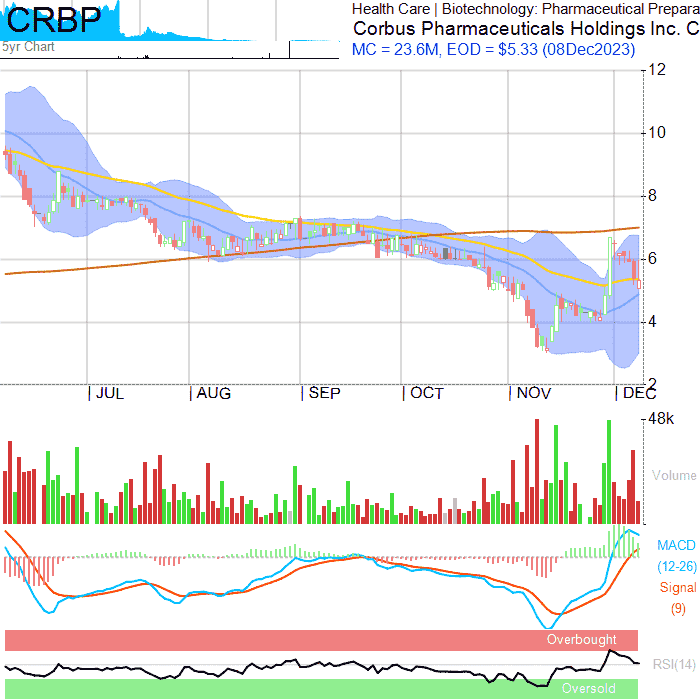 CRBP
5yr Chart
Health Care | Biotechnology: Pharmaceutical Prepara
Corbus Pharmaceuticals Holdings Inc. C
MC = 23.6M, EOD = $5.33 (08Dec2023)
12
10
8
6
4
2
JUL AUG SEP OCT NOV DEC
48k
Volume
MACD
(12-26)
Signal
(9)
Overbought
RSI(14)
Oversold